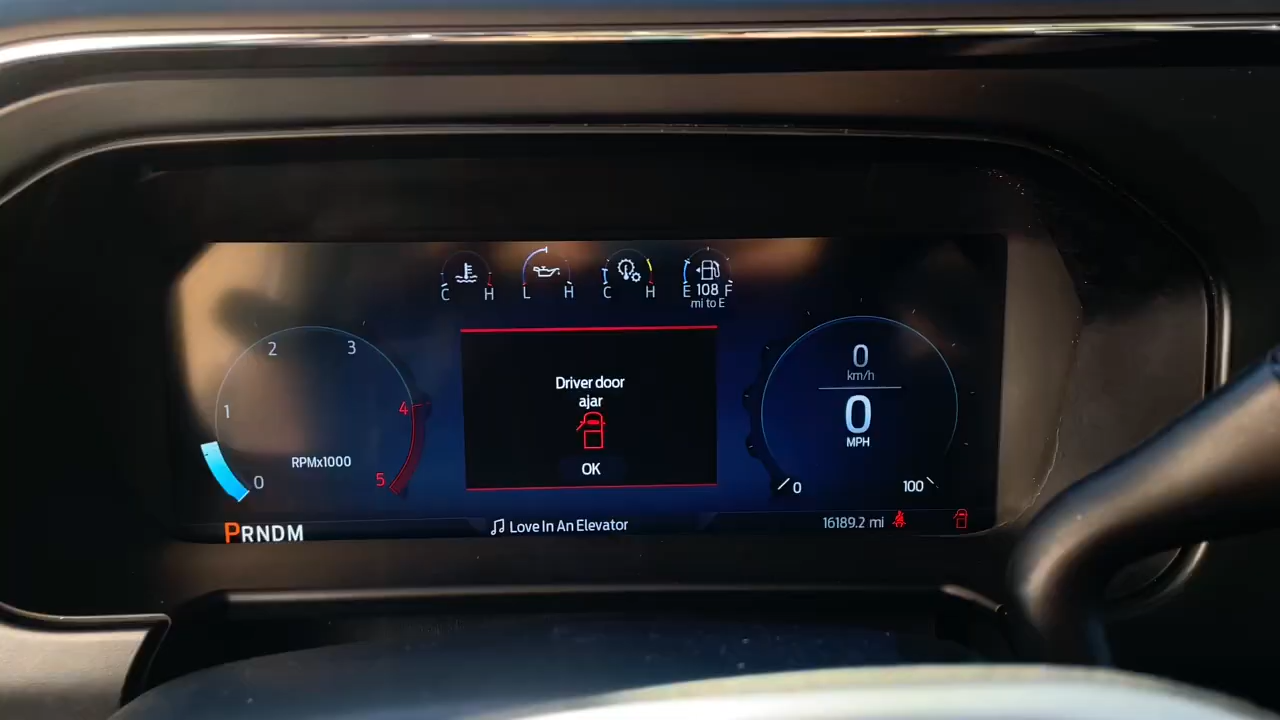 C H
L H
C H
E 108 F
mi to E
2 3
1 4
RPMx1000
0 5
Driver door
ajar
OK
0
km/h
0
MPH
0 100
PRNDM
Love In An Elevator
16189.2 mi